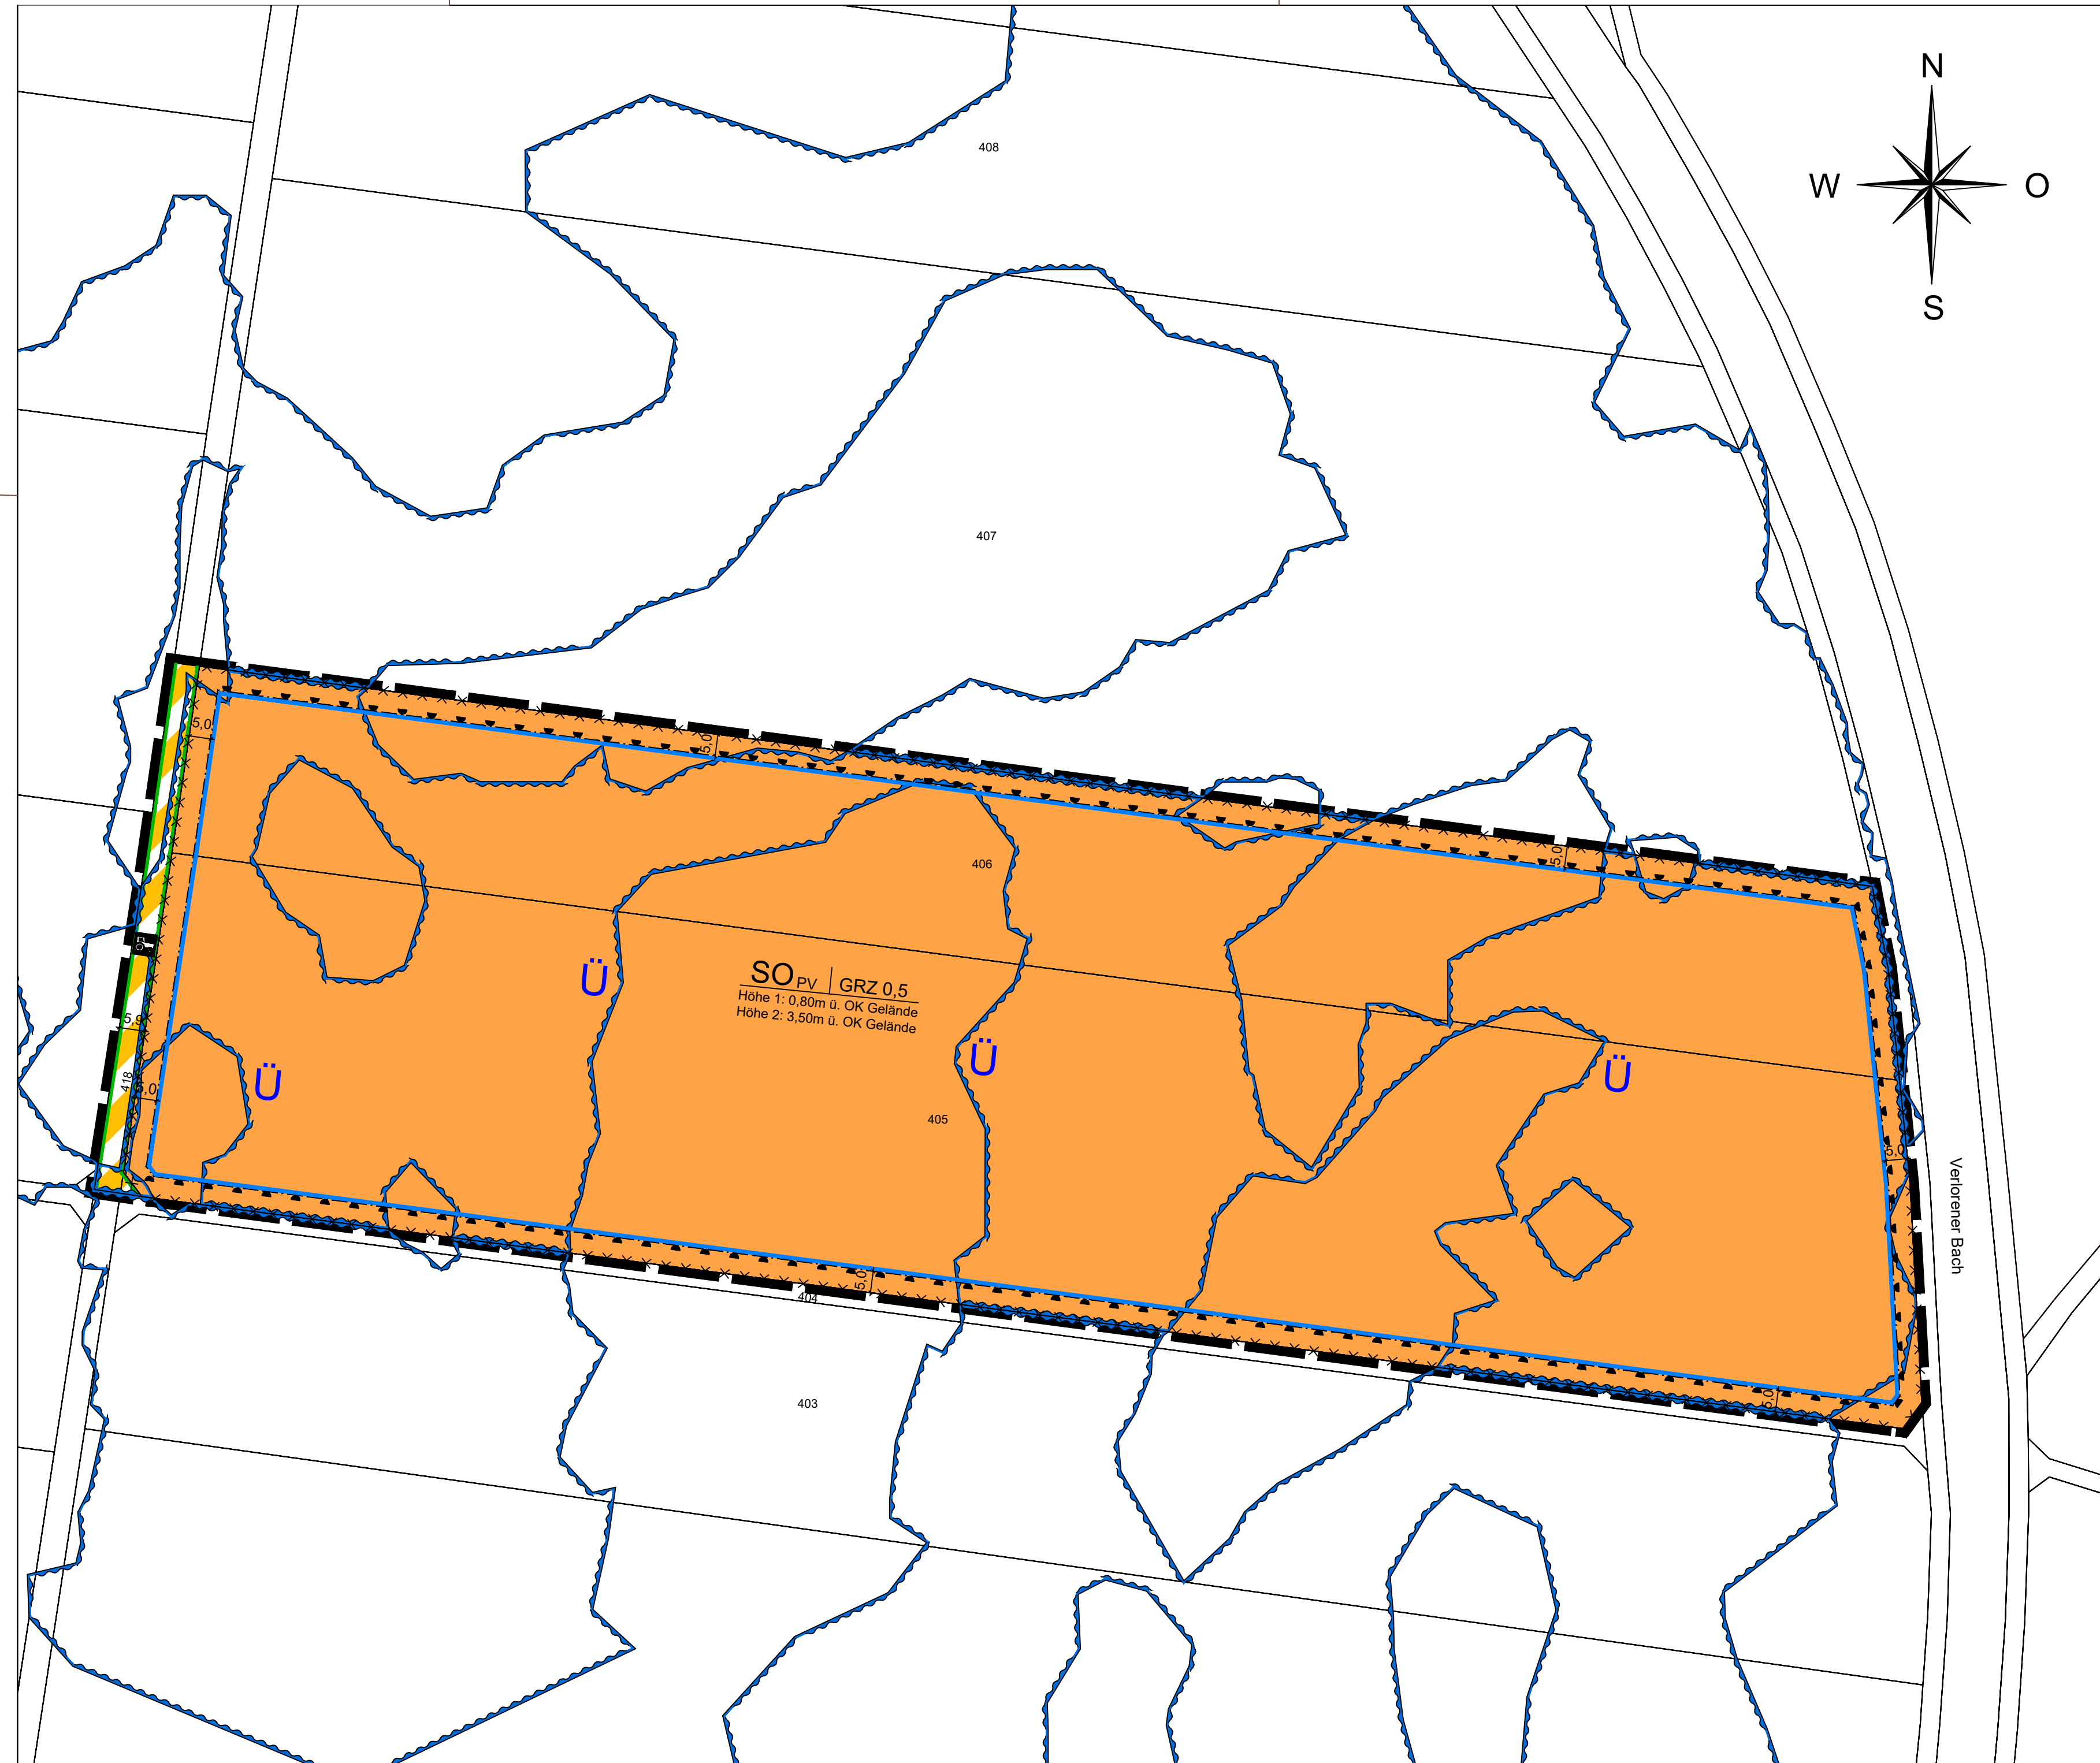 N
W
O
S
408
407
5,0
5,0
5,0
406
Ü
SO PV | GRZ 0,5
Höhe 1: 0,80m ü. OK Gelände
Höhe 2: 3,50m ü. OK Gelände
5,9
418
5,0
Ü
Ü
Ü
405
5,0
Verlorener Bach
5,0
404
5,0
403